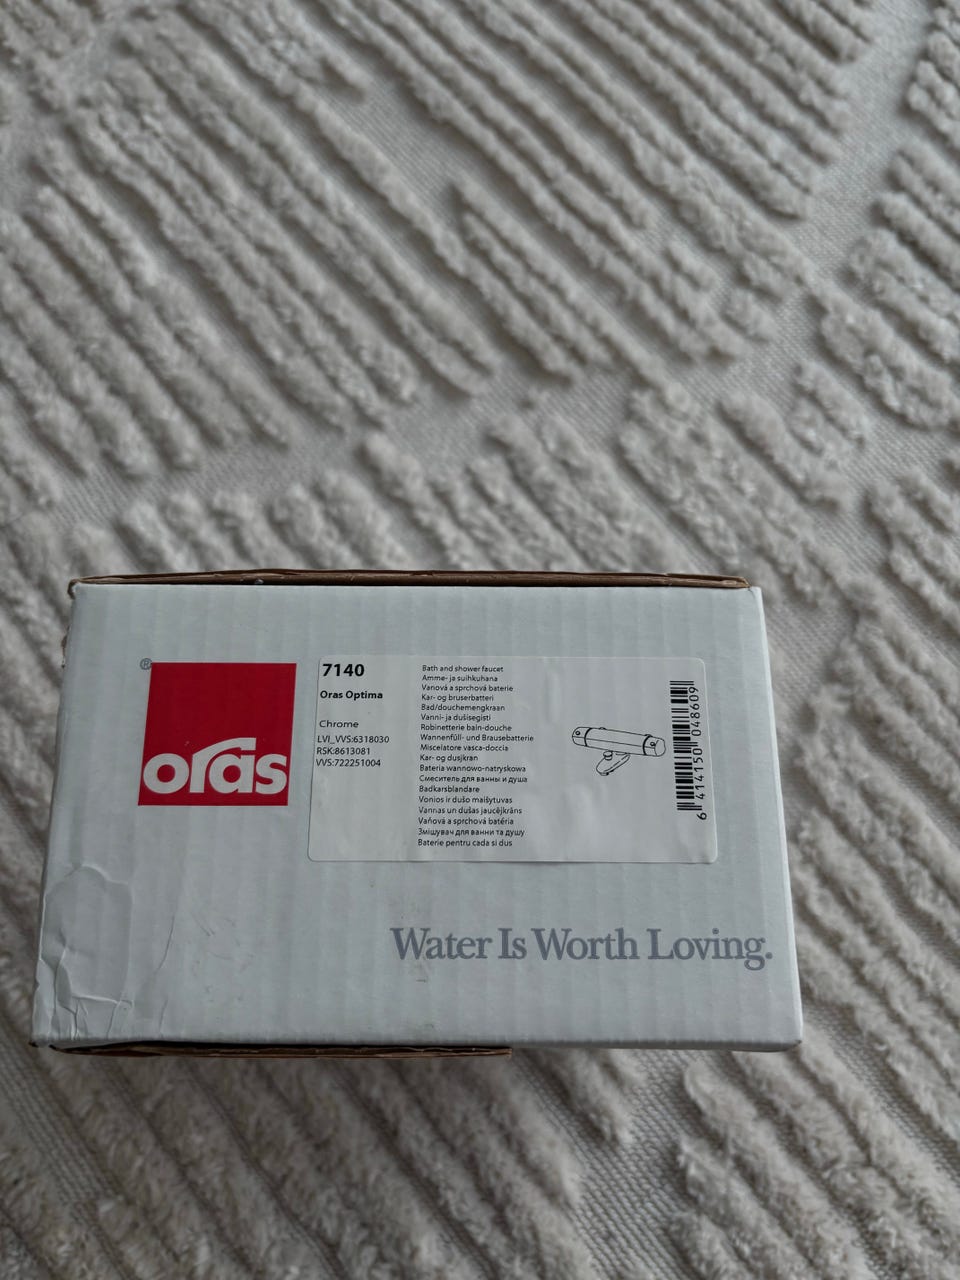 ®
oras
7140
Oras Optima
Chrome
LVI_VVS:6318030
RSK:8613081
VVS:722251004
Bath and shower faucet
Amme- ja suihkuhana
Vanová a sprchová baterie
Kar- og bruserbatteri
Bad/douchemengkraan
Vanni- ja dušisegisti
Robinetterie bain-douche
Wannenfüll- und Brausebatterie
Miscelatore vasca-doccia
Kar- og dusjkran
Bateria wannowo-natryskowa
Смеситель для ванны и душа
Badkarsblandare
Vonios ir dušo maišytuvas
Vannas un dušas jaucējkrāns
Vaňová a sprchová batéria
Змішувач для ванни та душу
Baterie pentru cada si dus
6 414150 048609
Water Is Worth Loving.